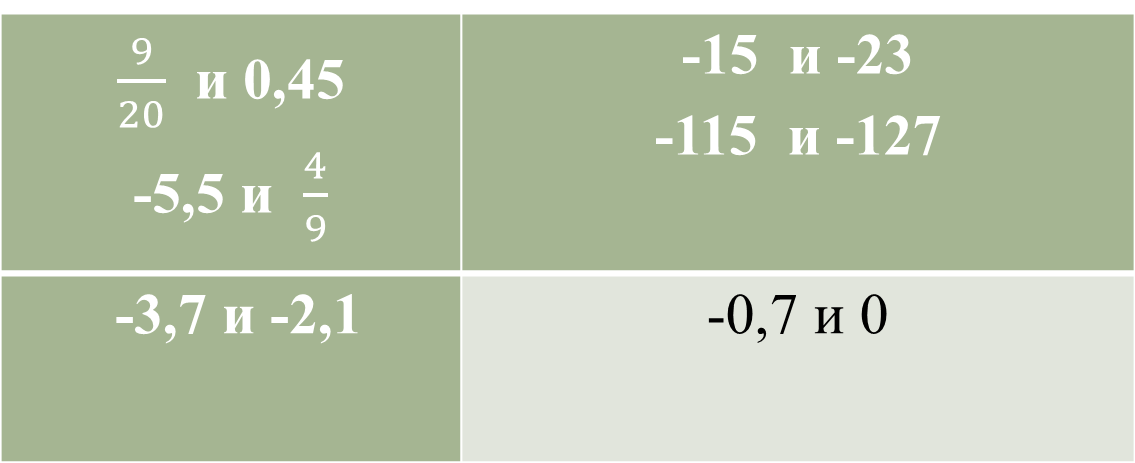 9/20 и 0,45
-5,5 и 4/9
-15 и -23
-115 и -127
-3,7 и -2,1
-0,7 и 0